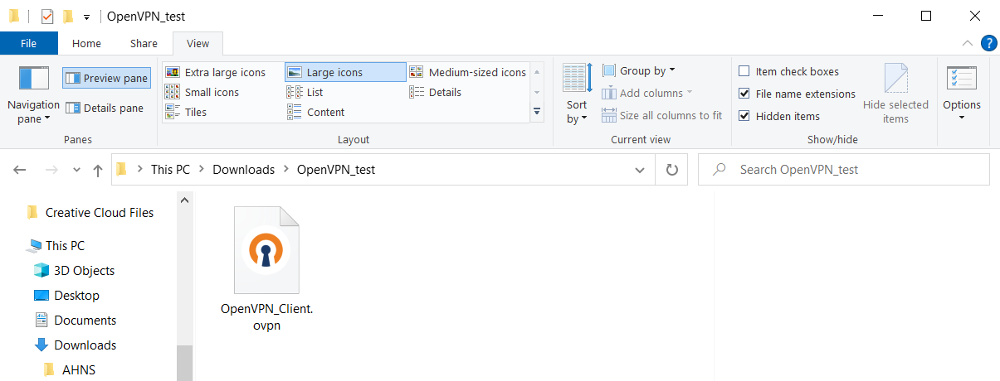 OpenVPN_test
File Home Share View
Navigation pane
Preview pane
Details pane
Panes
Extra large icons Large icons Medium-sized icons
Small icons List Details
Tiles Content
Layout
Sort by
Group by
Add columns
Size all columns to fit
Current view
Item check boxes
File name extensions
Hidden items
Hide selected items
Show/hide
Options
This PC Downloads OpenVPN_test
Search OpenVPN_test
Creative Cloud Files
This PC
3D Objects
Desktop
Documents
Downloads
AHNS
OpenVPN_Client.
ovpn